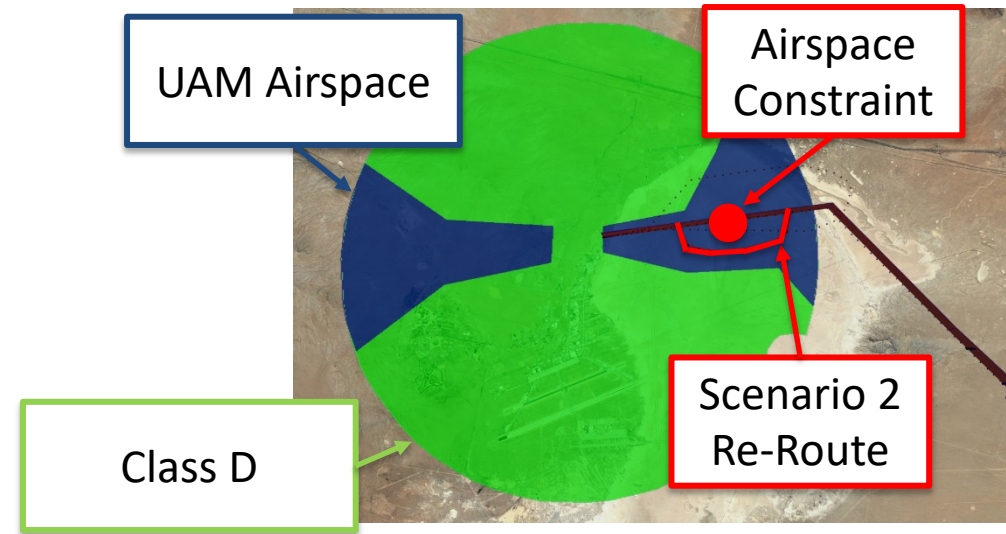 UAM Airspace
Airspace
Constraint
Scenario 2
Re-Route
Class D